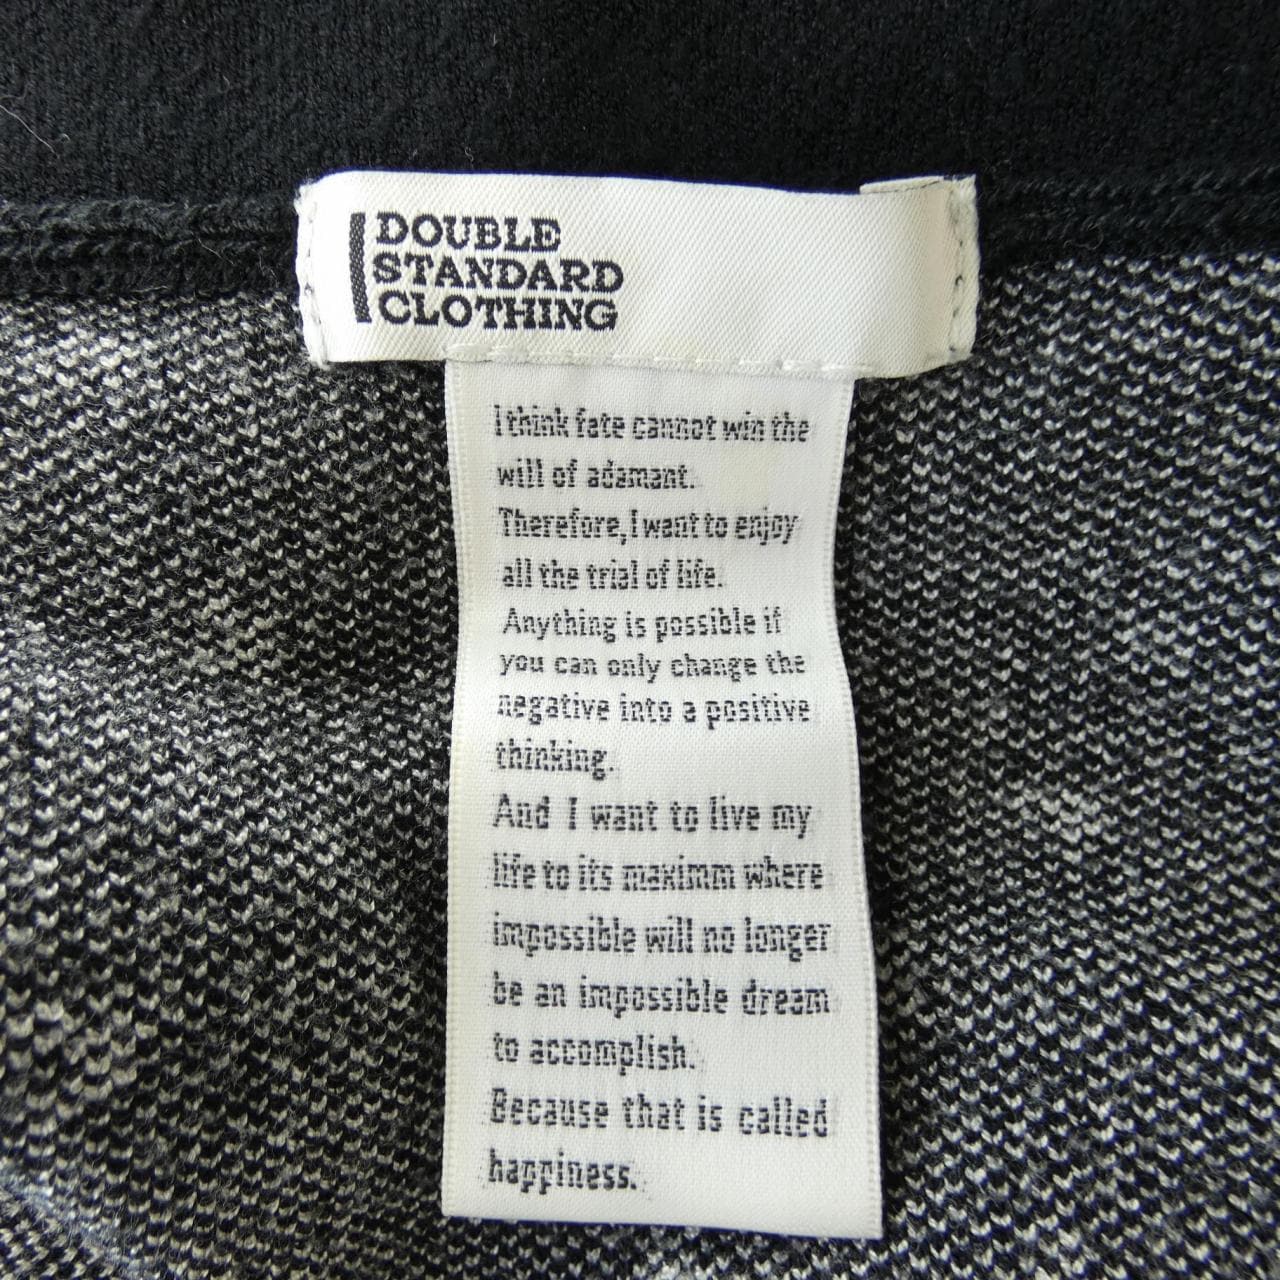 DOUBLE
STANDARD
CLOTHING
I think fate cannot win the
will of adamant.
Therefore, I want to enjoy
all the trial of life.
Anything is possible if
you can only change the
negative into a positive
thinking.
And I want to live my
life to its maximm where
impossible will no longer
be an impossible dream
to accomplish.
Because that is called
happiness.